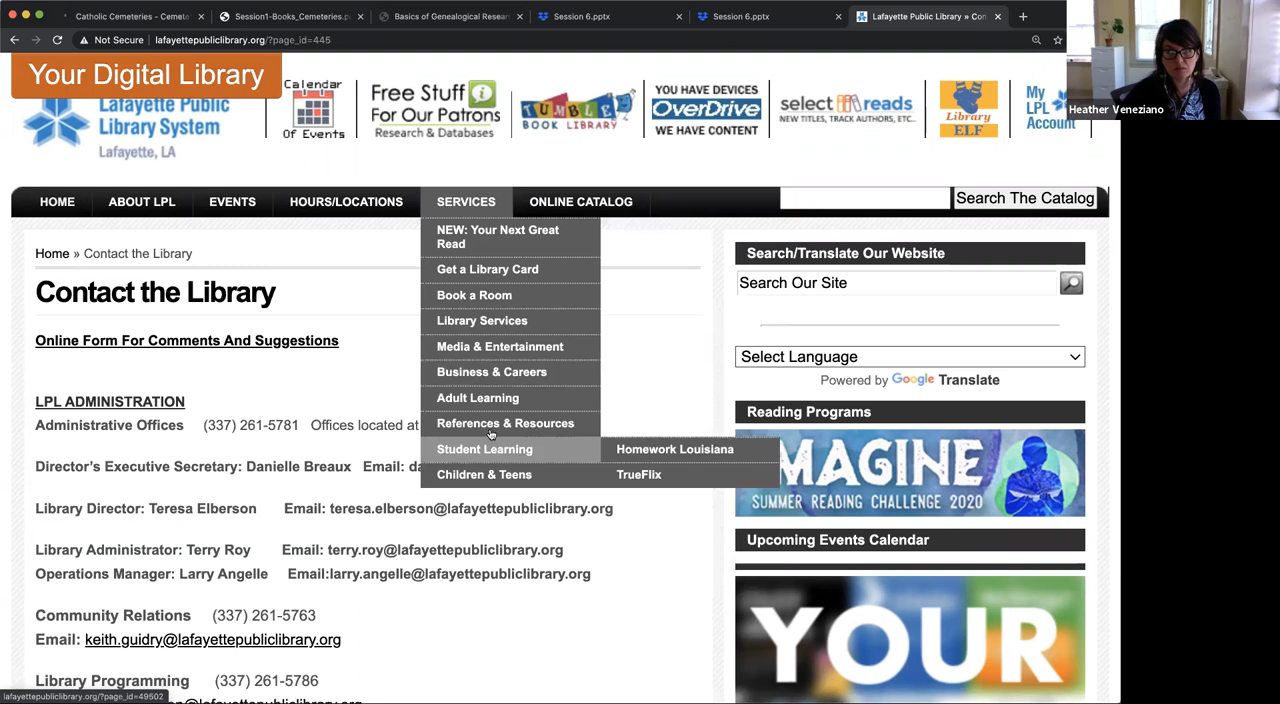 Catholic Cemeteries - Cemete
Session1-Books_Cemeteries.p
Basics of Genealogical Resear
Session 6.pptx
Session 6.pptx
Lafayette Public Library » Con
Not Secure
lafayettepubliclibrary.org/?page_id=445
Heather Veneziano
Your Digital Library
Lafayette Public
Library System
Lafayette, LA
Calendar
Of Events
Free Stuff
For Our Patrons
Research & Databases
TUMBLE
BOOK LIBRARY
YOU HAVE DEVICES
OverDrive
WE HAVE CONTENT
select reads
NEW TITLES, TRACK AUTHORS, ETC..
Library
ELF
My
LPL
Account
HOME
ABOUT LPL
EVENTS
HOURS/LOCATIONS
SERVICES
ONLINE CATALOG
Search The Catalog
NEW: Your Next Great
Read
Get a Library Card
Book a Room
Library Services
Media & Entertainment
Business & Careers
Adult Learning
References & Resources
Student Learning
Children & Teens
Homework Louisiana
TrueFlix
Home » Contact the Library
Contact the Library
Online Form For Comments And Suggestions
LPL ADMINISTRATION
Administrative Offices (337) 261-5781 Offices located at
Director's Executive Secretary: Danielle Breaux Email: da
Library Director: Teresa Elberson Email: teresa.elberson@lafayettepubliclibrary.org
Library Administrator: Terry Roy Email: terry.roy@lafayettepubliclibrary.org
Operations Manager: Larry Angelle Email:larry.angelle@lafayettepubliclibrary.org
Community Relations (337) 261-5763
Email: keith.guidry@lafayettepubliclibrary.org
Library Programming (337) 261-5786
Search/Translate Our Website
Search Our Site
Select Language
Powered by Google Translate
Reading Programs
IMAGINE
SUMMER READING CHALLENGE 2020
Upcoming Events Calendar
YOUR
lafayettepubliclibrary.org/?page_id=49602